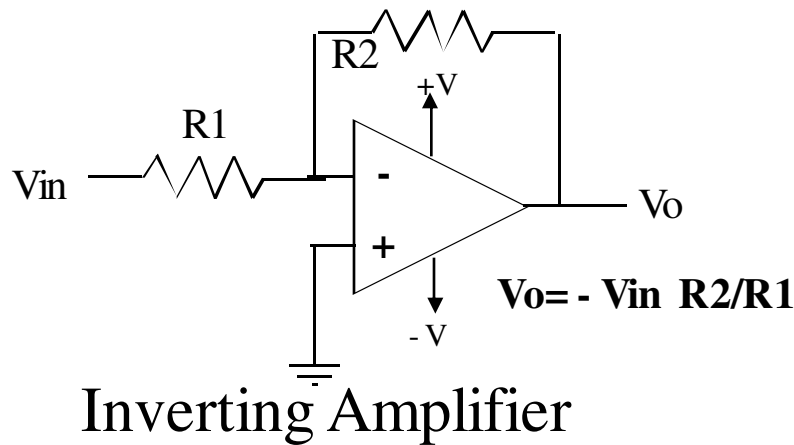 R2
+V
R1
Vin
-
Vo
+
Vo= - Vin R2/R1
- V
Inverting Amplifier